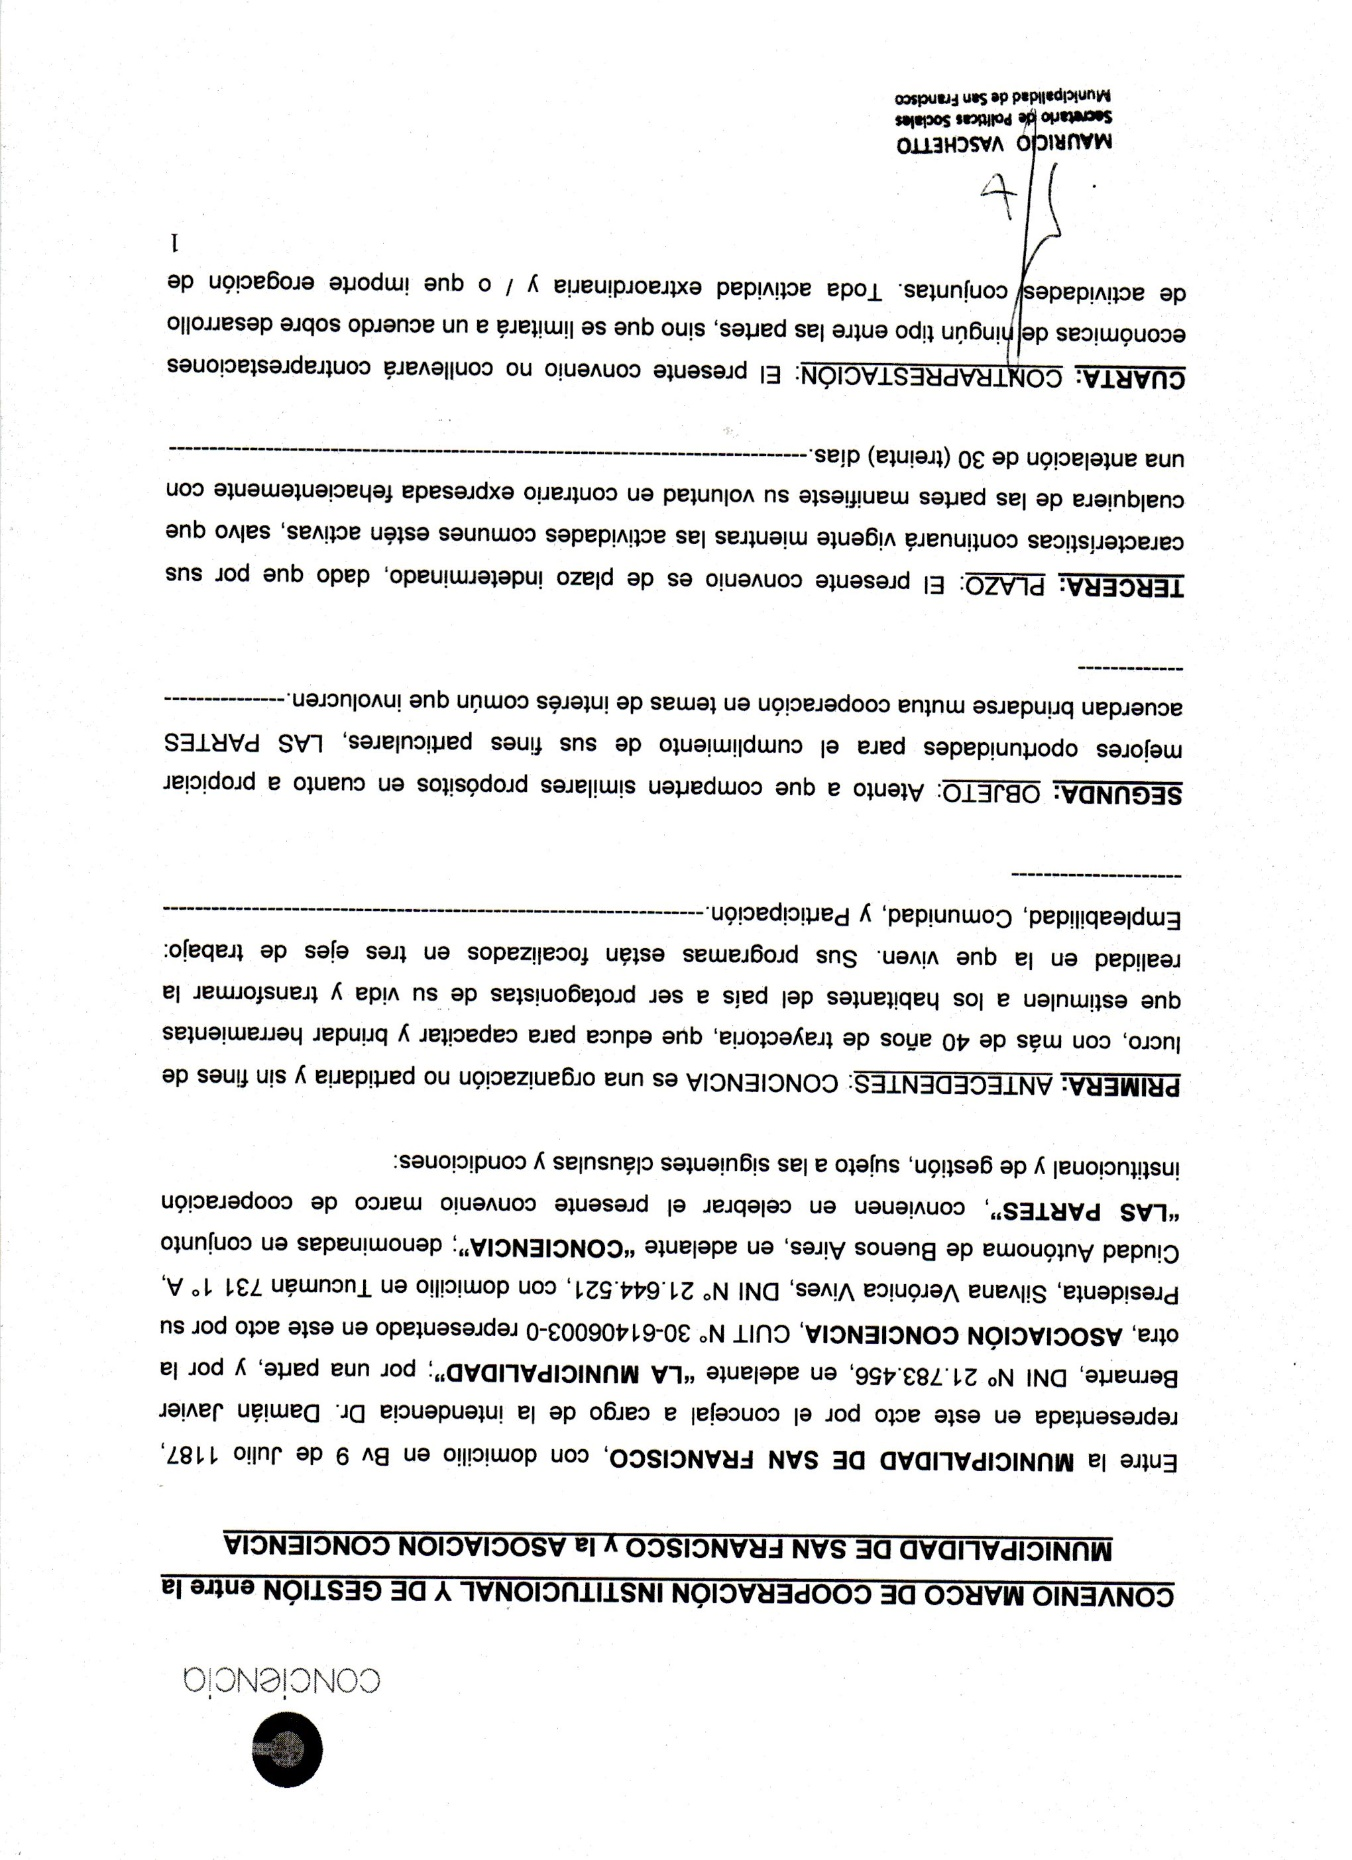 conciencia
CONVENIO MARCO DE COOPERACIÓN INSTITUCIONAL Y DE GESTIÓN entre la
MUNICIPALIDAD DE SAN FRANCISCO y la ASOCIACION CONCIENCIA
Entre la MUNICIPALIDAD DE SAN FRANCISCO, con domicilio en Bv 9 de Julio 1187,
representada en este acto por el concejal a cargo de la intendencia Dr. Damián Javier
Bernarte, DNI Nº 21.783.456, en adelante “LA MUNICIPALIDAD”; por una parte, y por la
otra, ASOCIACIÓN CONCIENCIA, CUIT N° 30-61406003-0 representado en este acto por su
Presidenta, Silvana Verónica Vives, DNI N° 21.644.521, con domicilio en Tucumán 731 1° A,
Ciudad Autónoma de Buenos Aires, en adelante “CONCIENCIA”; denominadas en conjunto
“LAS PARTES”, convienen en celebrar el presente convenio marco de cooperación
institucional y de gestión, sujeto a las siguientes cláusulas y condiciones:
PRIMERA: ANTECEDENTES: CONCIENCIA es una organización no partidaria y sin fines de
lucro, con más de 40 años de trayectoria, que educa para capacitar y brindar herramientas
que estimulen a los habitantes del país a ser protagonistas de su vida y transformar la
realidad en la que viven. Sus programas están focalizados en tres ejes de trabajo:
Empleabilidad, Comunidad, y Participación.--------------------------------------------------------------------
---------------------
SEGUNDA: OBJETO: Atento a que comparten similares propósitos en cuanto a propiciar
mejores oportunidades para el cumplimiento de sus fines particulares, LAS PARTES
acuerdan brindarse mutua cooperación en temas de interés común que involucren.---------------
-------------
TERCERA: PLAZO: El presente convenio es de plazo indeterminado, dado que por sus
características continuará vigente mientras las actividades comunes estén activas, salvo que
cualquiera de las partes manifieste su voluntad en contrario expresada fehacientemente con
una antelación de 30 (treinta) días.--------------------------------------------------------------------------------
CUARTA: CONTRAPRESTACIÓN: El presente convenio no conllevará contraprestaciones
económicas de ningún tipo entre las partes, sino que se limitará a un acuerdo sobre desarrollo
de actividades conjuntas. Toda actividad extraordinaria y / o que importe erogación de
1
MAURICIO VASCHETTO
Secretario de Políticas Sociales
Municipalidad de San Francisco